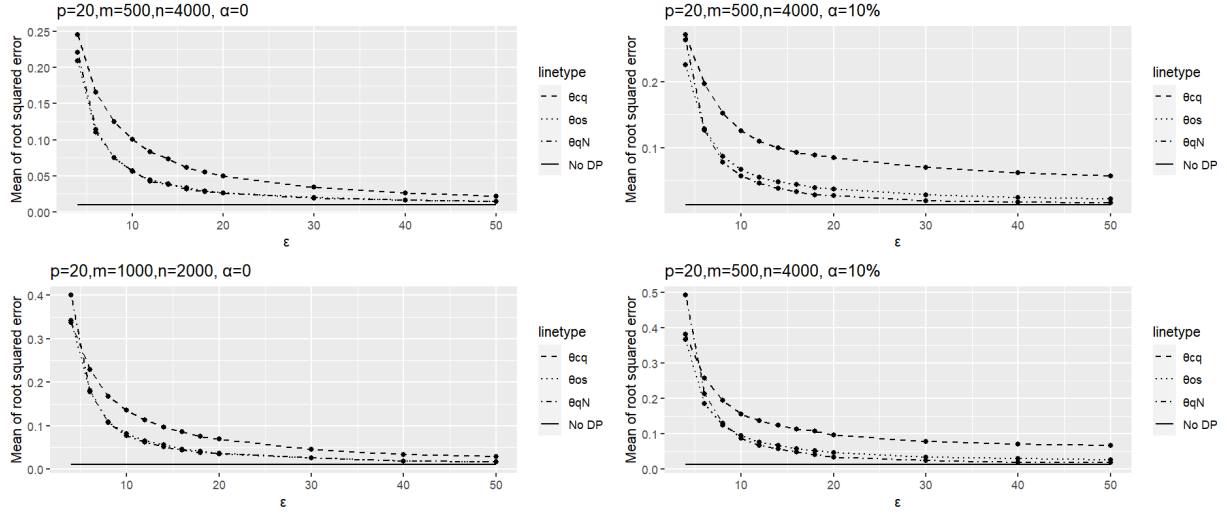 p=20,m=500,n=4000, α=0
Mean of root squared error
0.25
0.20
0.15
0.10
0.05
0.00
10
20
30
40
50
ε
linetype
θcq
θos
θqN
No DP
p=20,m=500,n=4000, α=10%
Mean of root squared error
0.2
0.1
10
20
30
40
50
ε
linetype
θcq
θos
θqN
No DP
p=20,m=1000,n=2000, α=0
Mean of root squared error
0.4
0.3
0.2
0.1
0.0
10
20
30
40
50
ε
linetype
θcq
θos
θqN
No DP
p=20,m=500,n=4000, α=10%
Mean of root squared error
0.5
0.4
0.3
0.2
0.1
0.0
10
20
30
40
50
ε
linetype
θcq
θos
θqN
No DP